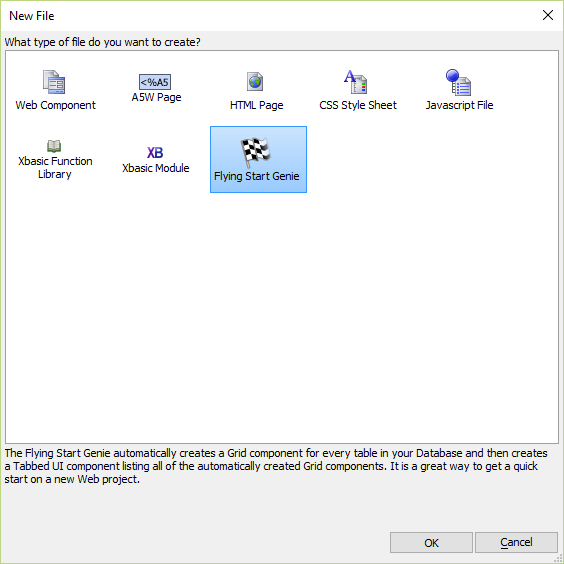 New File
What type of file do you want to create?
Web Component
<%A5
A5W Page
HTML Page
A
CSS Style Sheet
Javascript File
Xbasic Function
Library
XB
Xbasic Module
Flying Start Genie
The Flying Start Genie automatically creates a Grid component for every table in your Database and then creates
a Tabbed UI component listing all of the automatically created Grid components. It is a great way to get a quick
start on a new Web project.
OK
Cancel